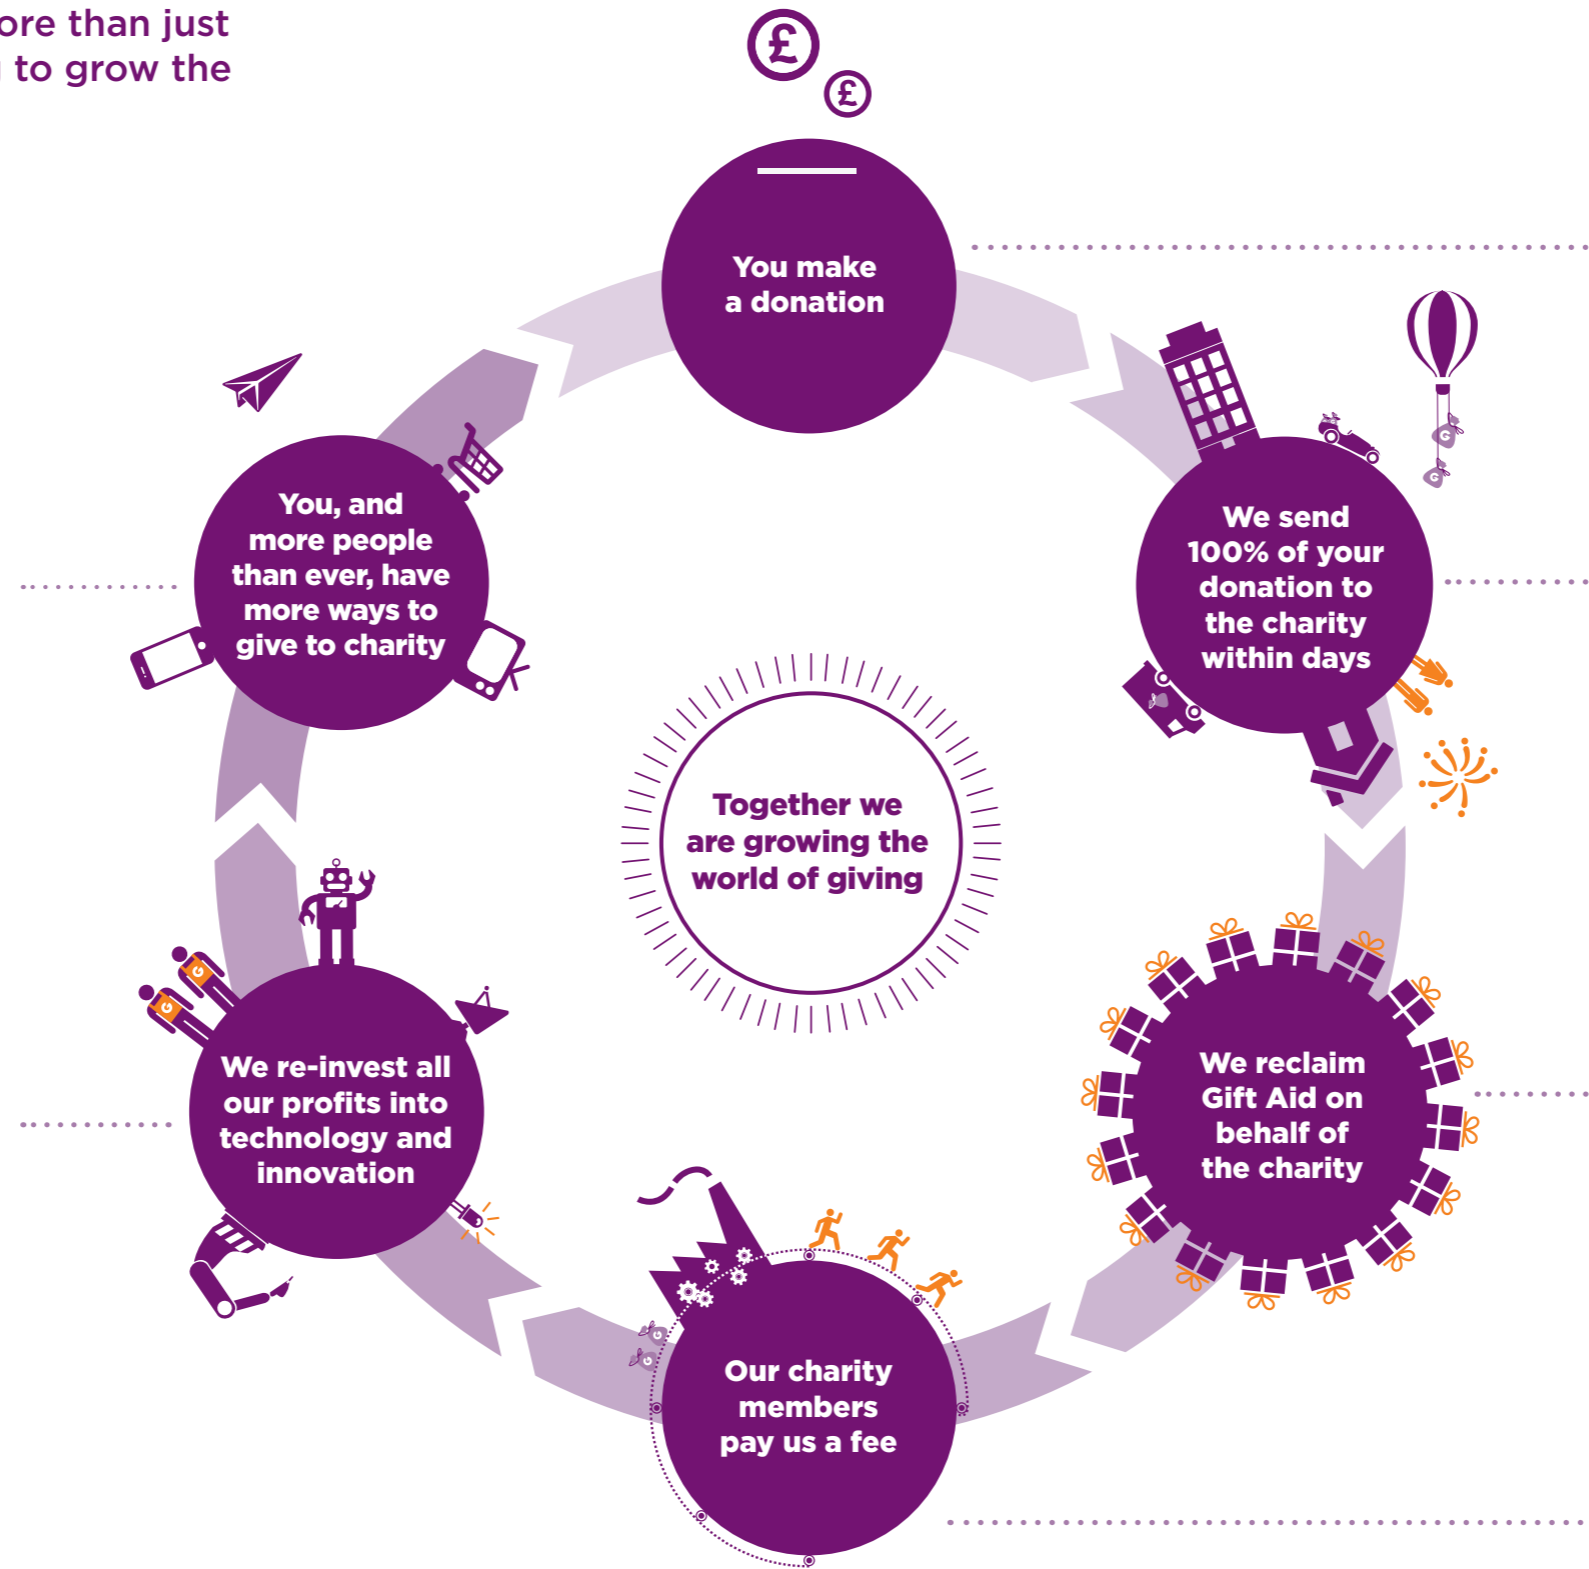 ore than just
to grow the
£
£
You make
a donation
We send
100% of your
donation to
the charity
within days
We reclaim
Gift Aid on
behalf of
the charity
Our charity
members
pay us a fee
We re-invest all
our profits into
technology and
innovation
You, and
more people
than ever, have
more ways to
give to charity
Together we
are growing the
world of giving
G
G
G
G
G
G